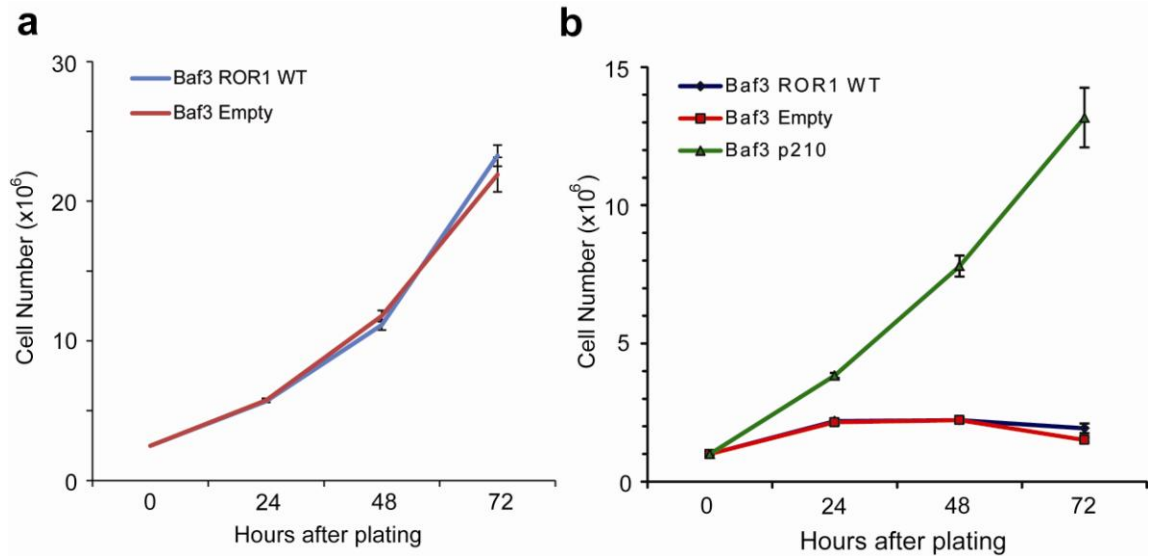 a
30
20
10
0
Cell Number (x10⁶)
Baf3 ROR1 WT
Baf3 Empty
0 24 48 72
Hours after plating
b
15
10
5
0
Cell Number (x10⁶)
Baf3 ROR1 WT
Baf3 Empty
Baf3 p210
0 24 48 72
Hours after plating